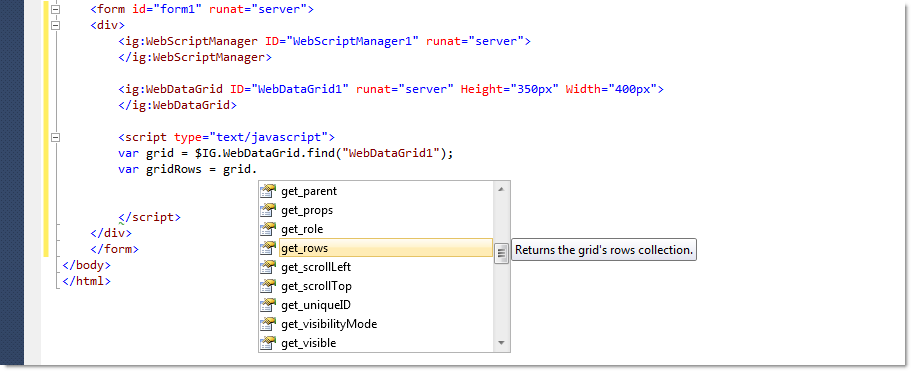 <form id="form1" runat="server">
<div>
<ig:WebScriptManager ID="WebScriptManager1" runat="server">
</ig:WebScriptManager>
<ig:WebDataGrid ID="WebDataGrid1" runat="server" Height="350px" Width="400px">
</ig:WebDataGrid>
<script type="text/javascript">
var grid = $IG.WebDataGrid.find("WebDataGrid1");
var gridRows = grid.
get_parent
get_props
get_role
get_rows Returns the grid's rows collection.
get_scrollLeft
get_scrollTop
get_uniqueID
get_visibilityMode
get_visible
</script>
</div>
</form>
</body>
</html>